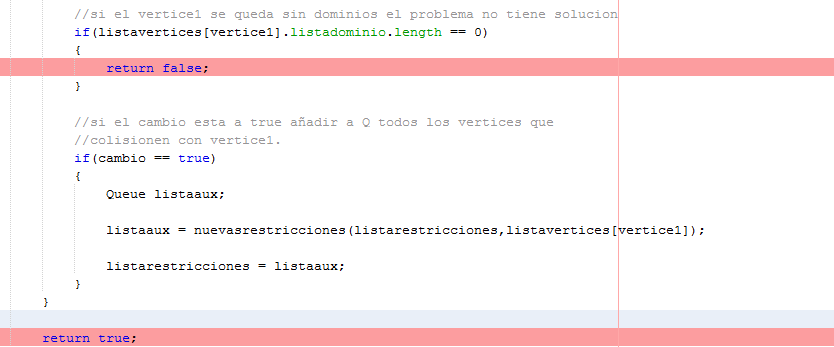 //si el vertice1 se queda sin dominios el problema no tiene solucion
if(listavertices[vertice1].listadominio.length == 0)
{
return false;
}
//si el cambio esta a true añadir a Q todos los vertices que
//colisionen con vertice1.
if(cambio == true)
{
Queue listaaux;
listaaux = nuevasrestricciones(listarestricciones,listavertices[vertice1]);
listarestricciones = listaaux;
}
}
return true;